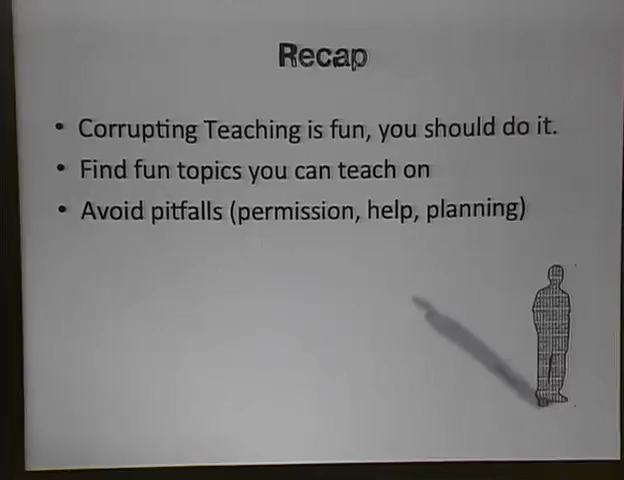 Recap
• Corrupting Teaching is fun, you should do it.
• Find fun topics you can teach on
• Avoid pitfalls (permission, help, planning)